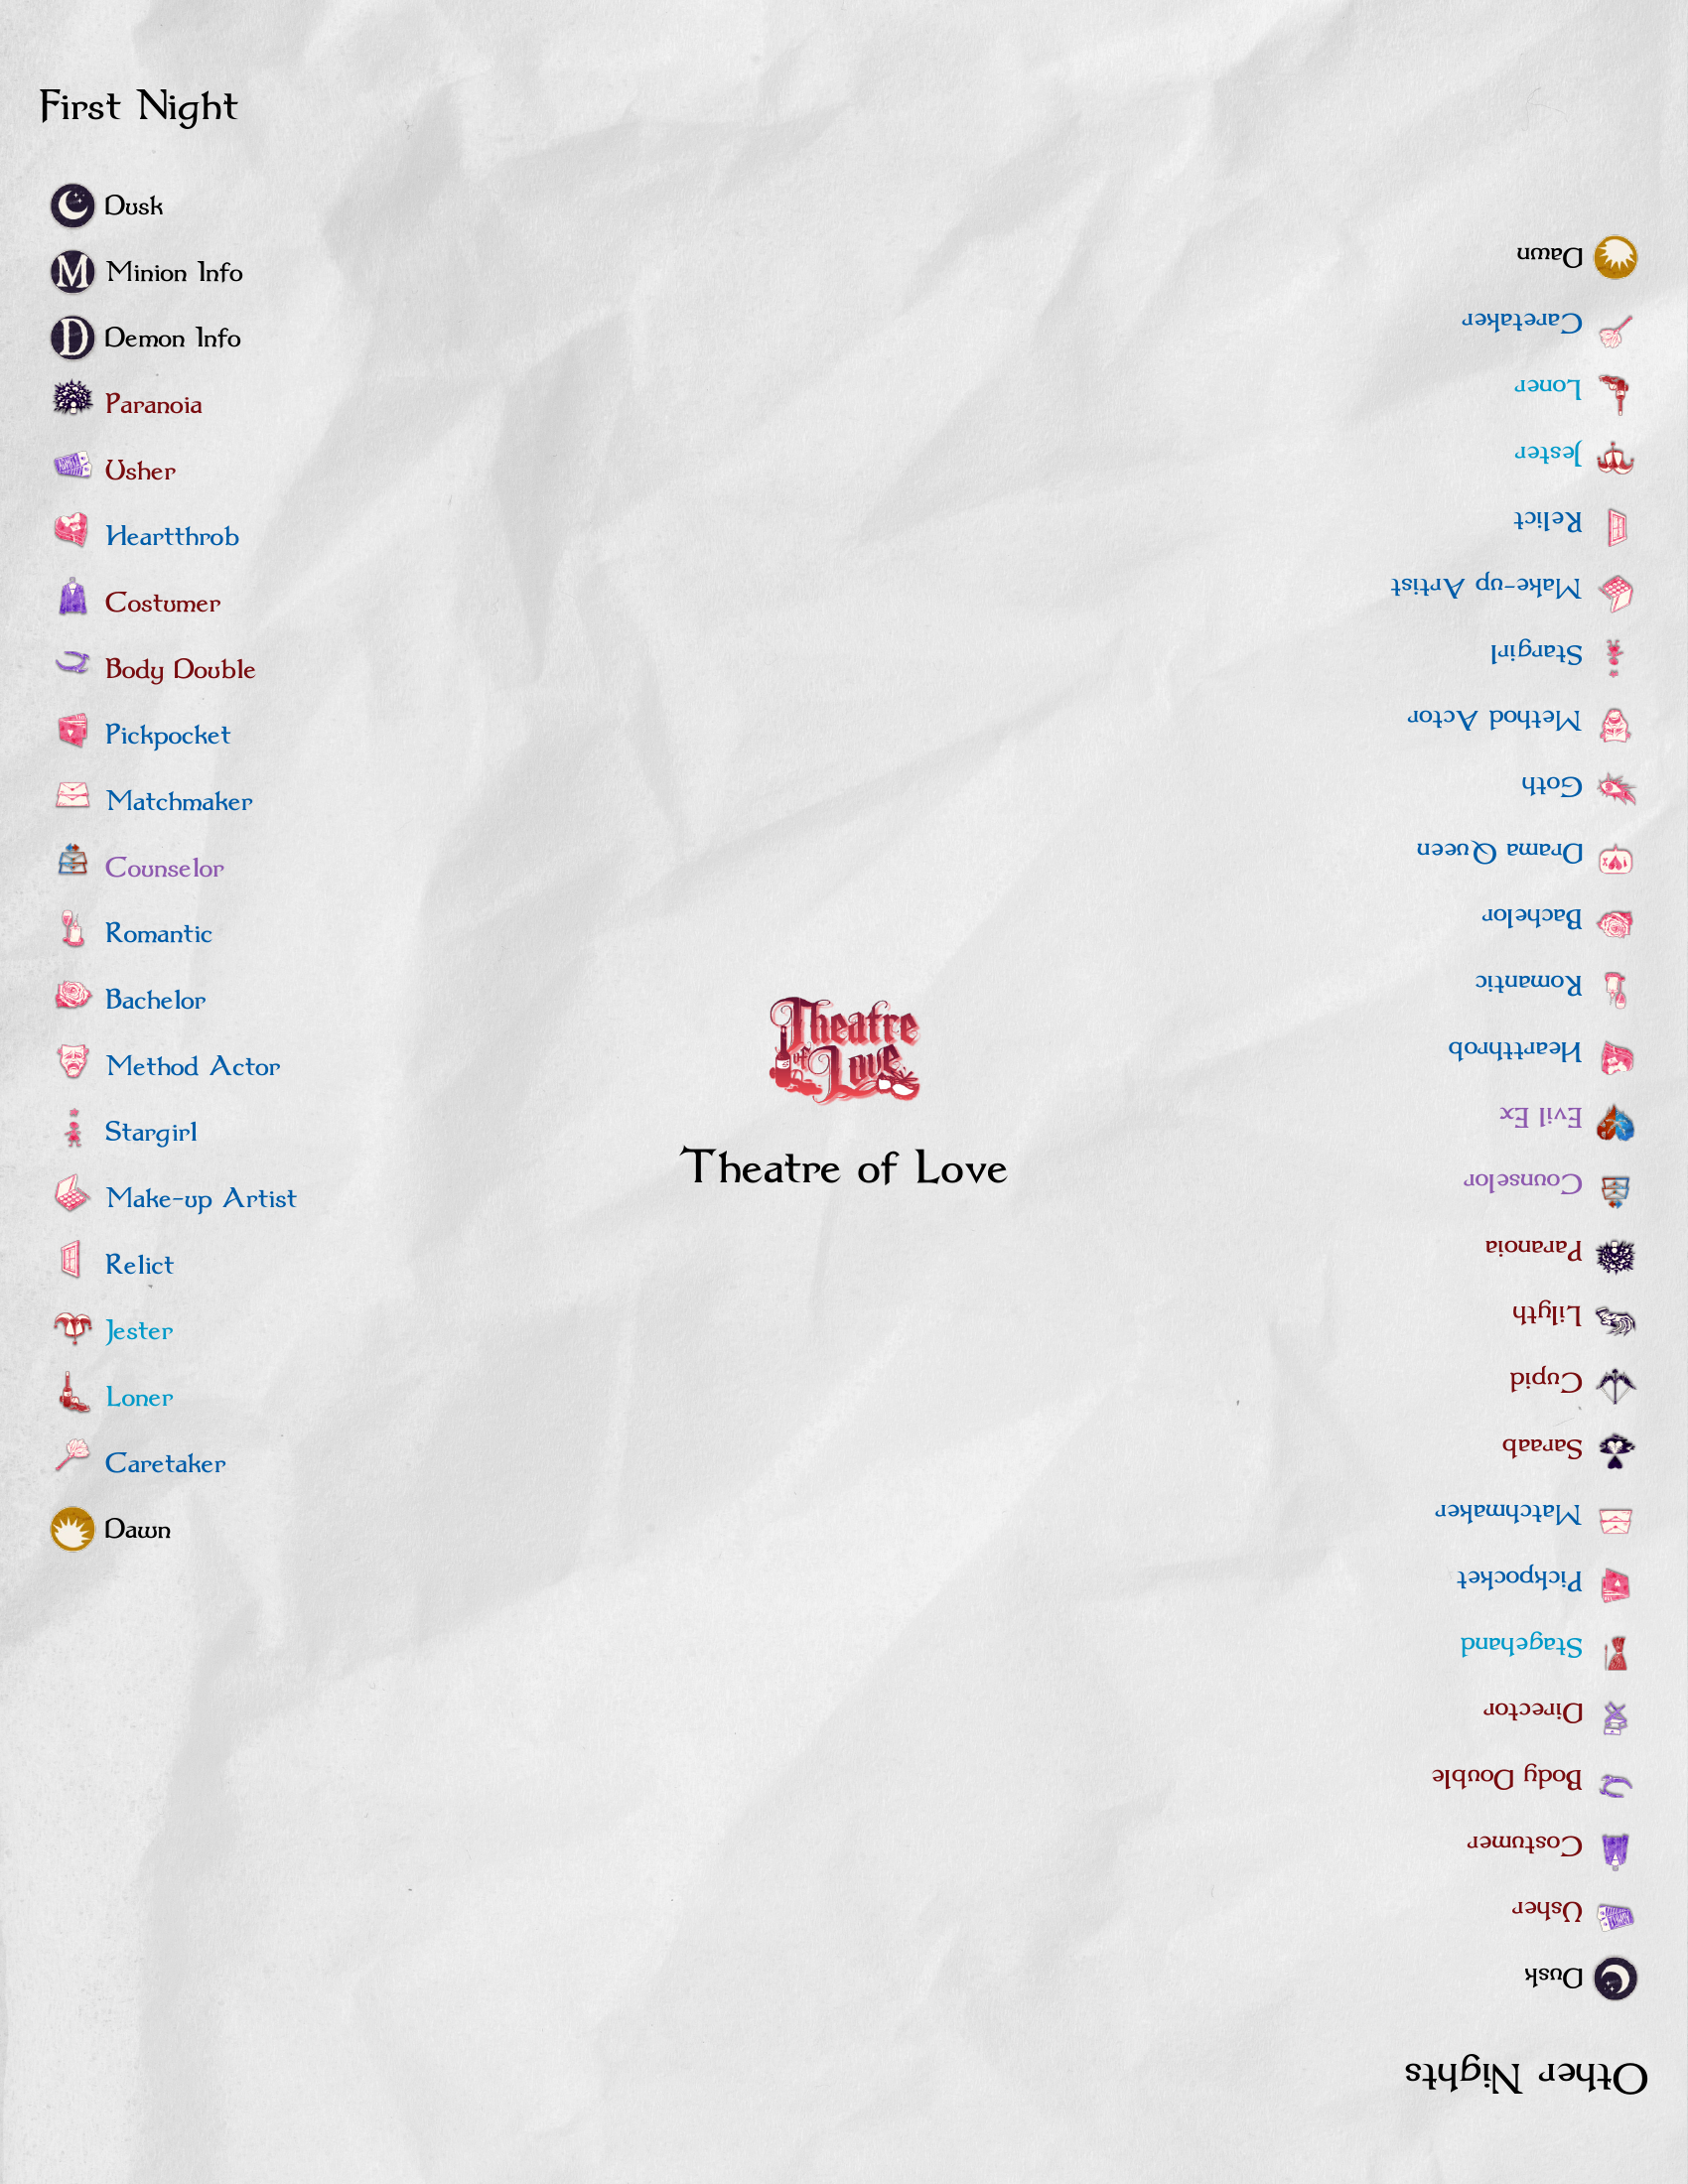 First Night
Dusk
Minion Info
Demon Info
Paranoia
Usher
Heartthrob
Costumer
Body Double
Pickpocket
Matchmaker
Counselor
Romantic
Bachelor
Method Actor
Stargirl
Make-up Artist
Relict
Jester
Loner
Caretaker
Dawn
Theatre
of Love
Theatre of Love
Other Nights
Dusk
Usher
Costumer
Body Double
Director
Stagehand
Pickpocket
Matchmaker
Saraab
Cupid
Lilyth
Paranoia
Counselor
Evil Ex
Heartthrob
Romantic
Bachelor
Drama Queen
Goth
Method Actor
Stargirl
Make-up Artist
Relict
Jester
Loner
Caretaker
Dawn